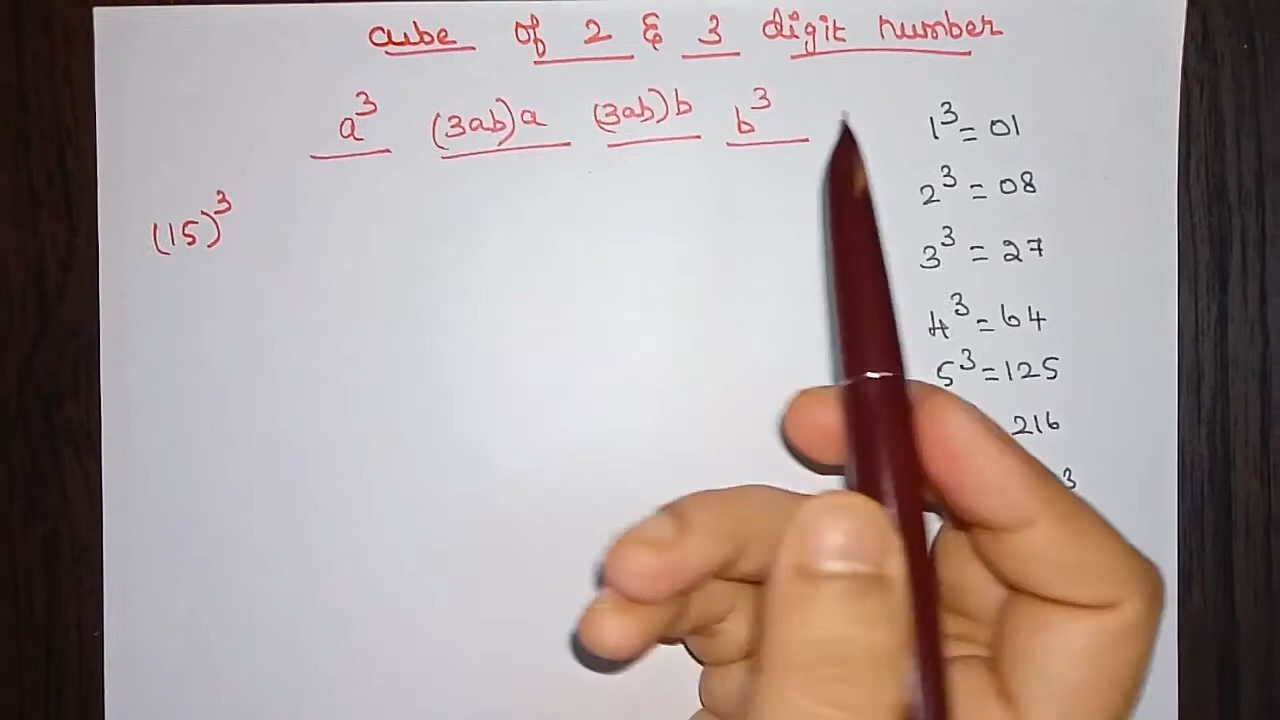 cube of 2 & 3 digit number
a³ (3ab)a (3ab)b b³
(15)³
1³ = 01
2³ = 08
3³ = 27
4³ = 64
5³ = 125
216
3